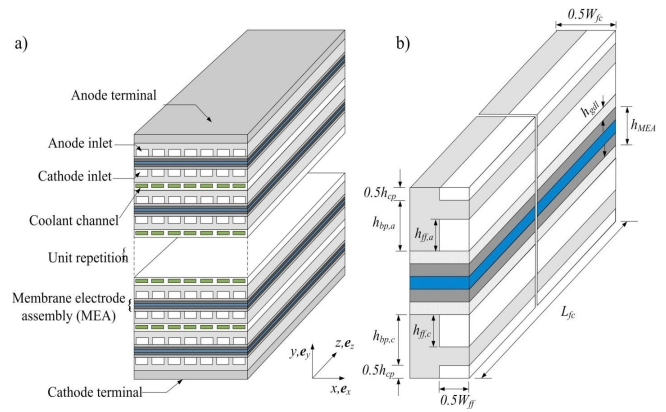 a)
Anode terminal
Anode inlet
Cathode inlet
Coolant channel
Unit repetition
Membrane electrode
assembly (MEA)
Cathode terminal
y,e_y
z,e_z
x,e_x
b)
0.5W_fc
h_gdl
h_MEA
0.5h_cp
h_bp,a
h_ff,a
L_fc
h_bp,c
h_ff,c
0.5h_cp
0.5W_ff